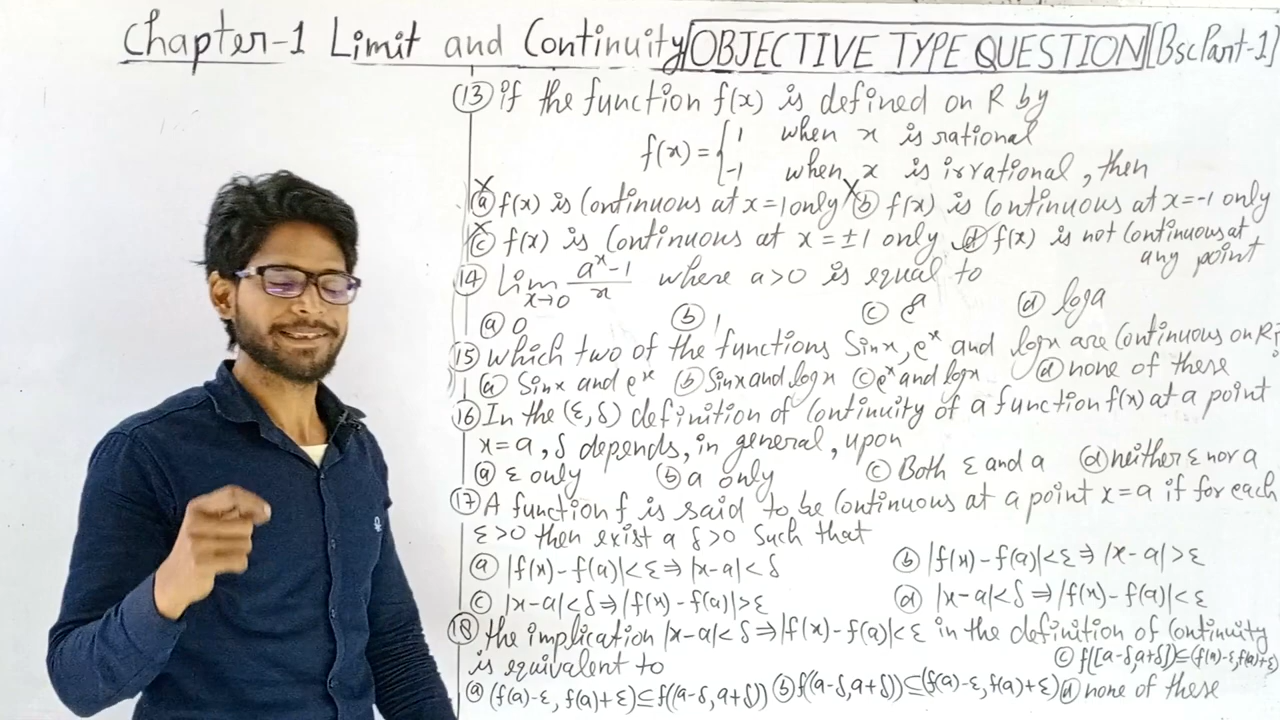 Chapter-1 Limit and Continuity OBJECTIVE TYPE QUESTION [Bsc Part-1]
(13) if the function f(x) is defined on R by
f(x) = { 1 when x is rational
-1 when x is irrational, then
(a) f(x) is Continuous at x=1 only (b) f(x) is Continuous at x=-1 only
(c) f(x) is Continuous at x=±1 only (d) f(x) is not Continuous at
any point
(14) Lim x→0 (a^x-1)/x where a>0 is equal to
(a) 0 (b) 1 (c) (d) loga
(15) Which two of the functions Sinx, e^x and logx are Continuous on R?
(a) Sinx and e^x (b) Sinx and logx (c) e^x and logx (d) none of these
(16) In the (ε, δ) definition of Continuity of a function f(x) at a point
x=a, δ depends, in general, upon
(a) ε only (b) a only (c) Both ε and a (d) neither ε nor a
(17) A function f is said to be Continuous at a point x=a if for each
ε>0 then exist a δ>0 Such that
(a) |f(x)-f(a)|<ε⇒|x-a|<δ (b) |f(x)-f(a)|<ε⇒|x-a|>ε
(c) |x-a|<δ⇒|f(x)-f(a)|>ε (d) |x-a|<δ⇒|f(x)-f(a)|<ε
(18) the implication |x-a|<δ⇒|f(x)-f(a)|<ε in the definition of Continuity
is equivalent to (c) f([a-δ,a+δ])⊆(f(a)-ε,f(a)+ε)
(a) (f(a)-ε, f(a)+ε)⊆f((a-δ, a+δ)) (b) f((a-δ,a+δ))⊆(f(a)-ε,f(a)+ε) (d) none of these